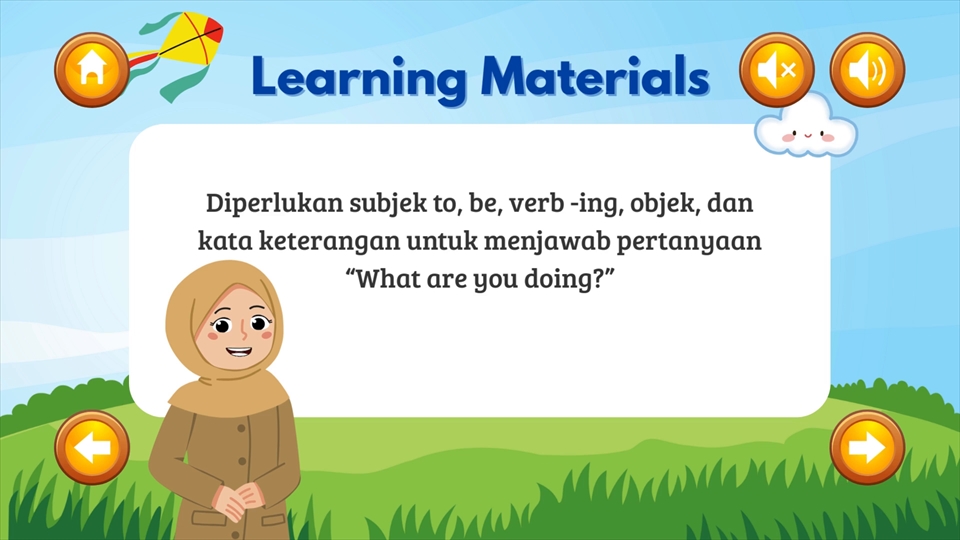 Learning Materials
Diperlukan subjek to, be, verb -ing, objek, dan
kata keterangan untuk menjawab pertanyaan
“What are you doing?”